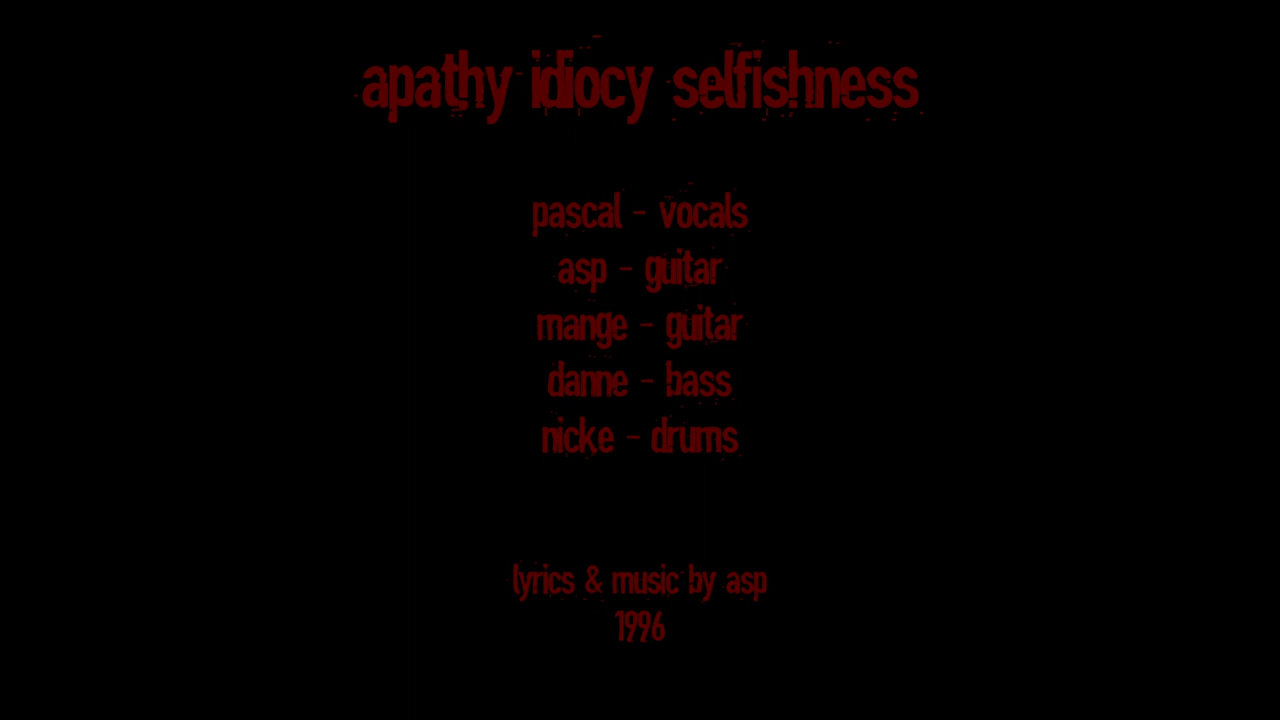 apathy idiocy selfishness
pascal - vocals
asp - guitar
mange - guitar
danne - bass
nicke - drums
lyrics & music by asp
1996